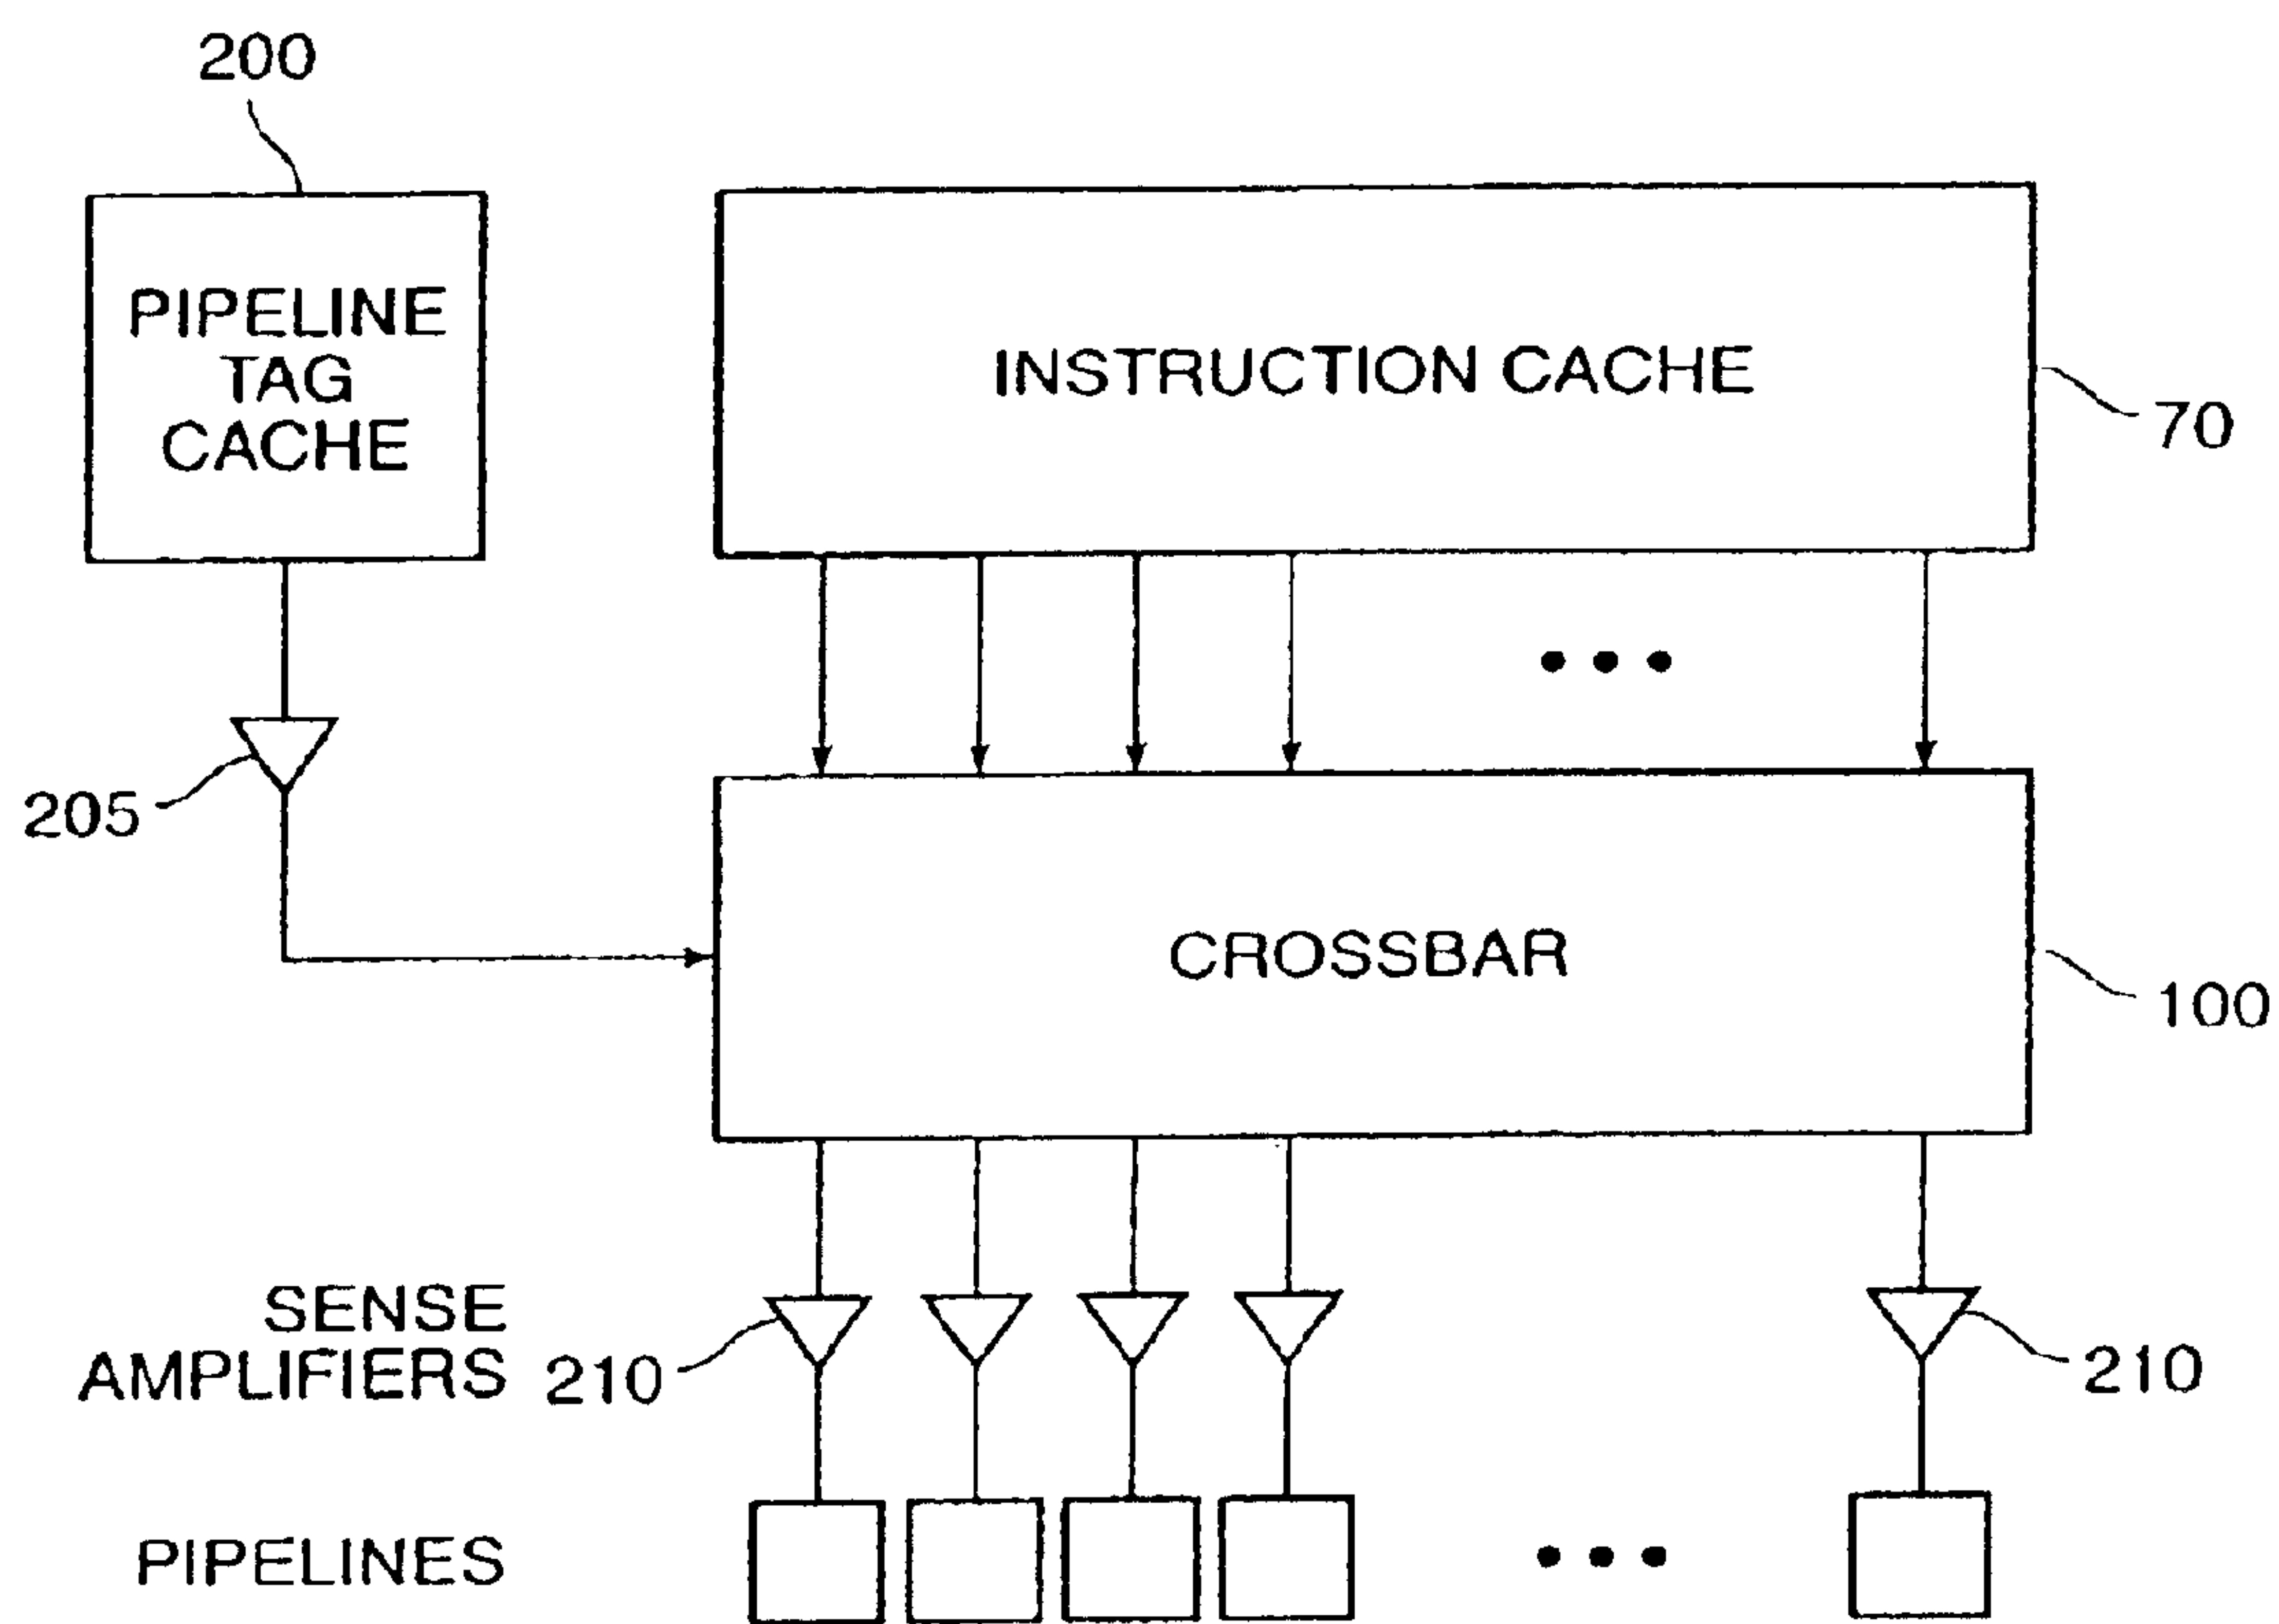 200
PIPELINE
TAG
CACHE
INSTRUCTION CACHE
70
205
CROSSBAR
100
SENSE
AMPLIFIERS
210
210
PIPELINES